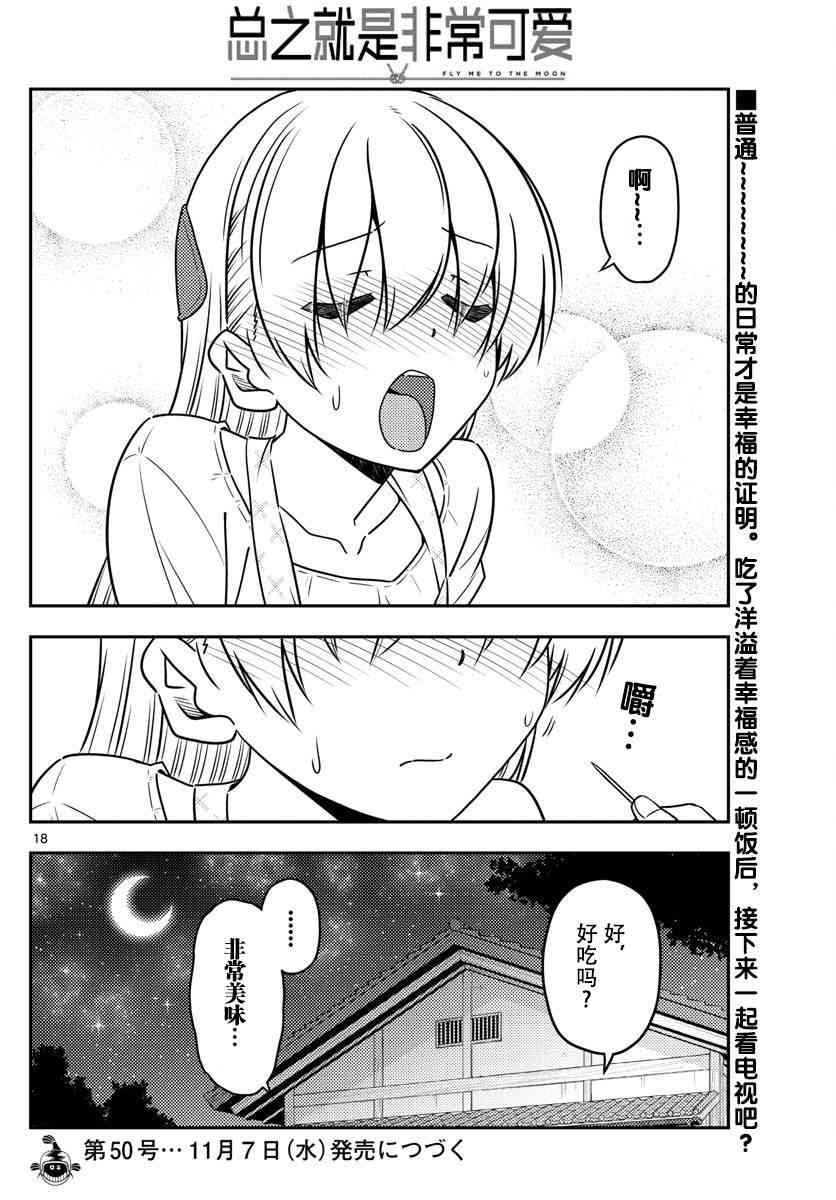 总之就是非常可爱
FLY ME TO THE MOON
■普通~~~~~~~~的日常才是幸福的证明。吃了洋溢着幸福感的一顿饭后，接下来一起看电视吧？
啊~~…
嚼…
18
好，
好吃吗？
……
非常美味…
第50号…11月7日(水)発売につづく